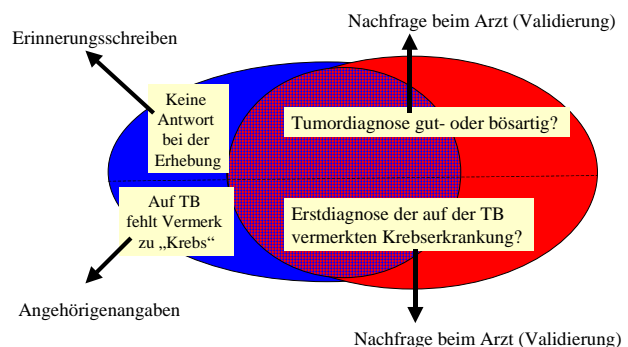 Nachfrage beim Arzt (Validierung)
Erinnerungsschreiben
Keine
Antwort
bei der
Erhebung
Tumordiagnose gut- oder bösartig?
Auf TB
fehlt Vermerk
zu „Krebs“
Erstdiagnose der auf der TB
vermerkten Krebserkrankung?
Angehörigenangaben
Nachfrage beim Arzt (Validierung)